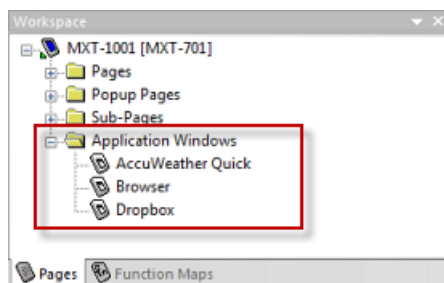 Workspace
MXT-1001 [MXT-701]
Pages
Popup Pages
Sub-Pages
Application Windows
AccuWeather Quick
Browser
Dropbox
Pages Function Maps